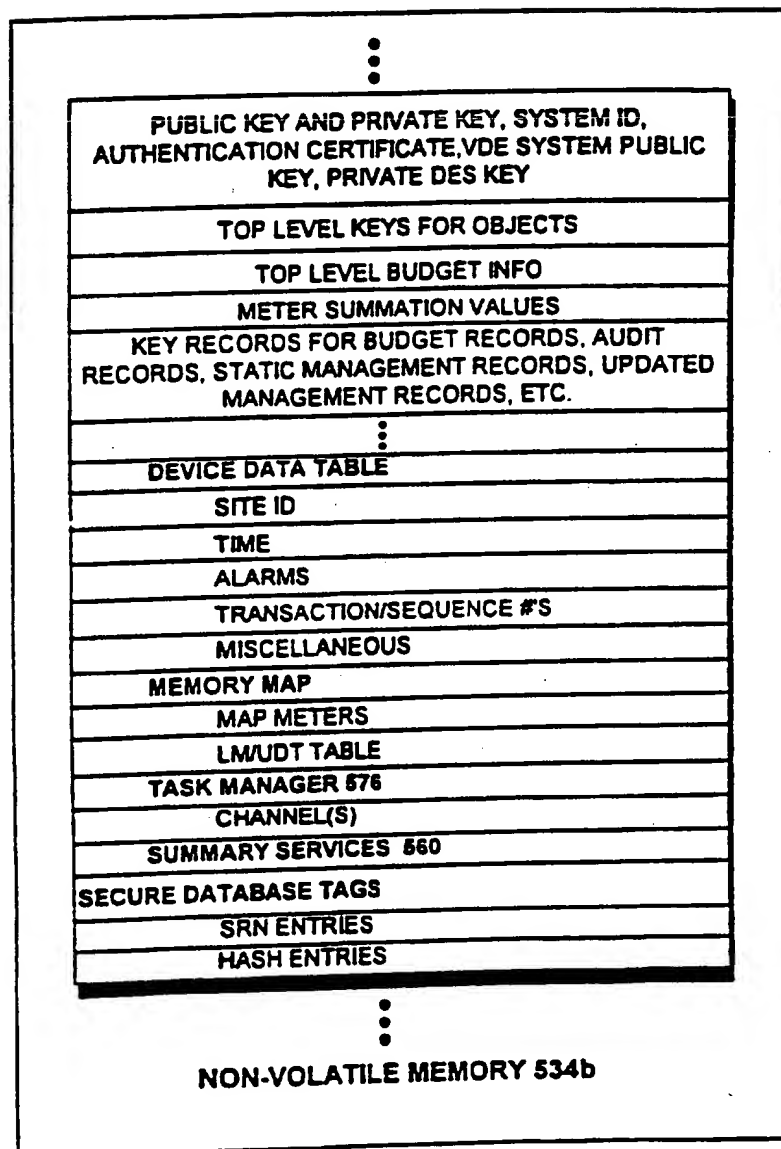 PUBLIC KEY AND PRIVATE KEY, SYSTEM ID,
AUTHENTICATION CERTIFICATE,VDE SYSTEM PUBLIC
KEY, PRIVATE DES KEY
TOP LEVEL KEYS FOR OBJECTS
TOP LEVEL BUDGET INFO
METER SUMMATION VALUES
KEY RECORDS FOR BUDGET RECORDS, AUDIT
RECORDS, STATIC MANAGEMENT RECORDS, UPDATED
MANAGEMENT RECORDS, ETC.
DEVICE DATA TABLE
SITE ID
TIME
ALARMS
TRANSACTION/SEQUENCE #'S
MISCELLANEOUS
MEMORY MAP
MAP METERS
LM/UDT TABLE
TASK MANAGER 576
CHANNEL(S)
SUMMARY SERVICES 560
SECURE DATABASE TAGS
SRN ENTRIES
HASH ENTRIES
NON-VOLATILE MEMORY 534b